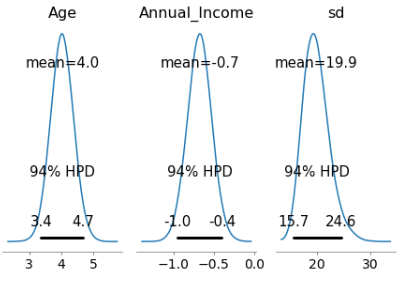 Age
mean=4.0
94% HPD
3.4 4.7
3 4 5
Annual_Income
mean=-0.7
94% HPD
-1.0 -0.4
−1.0 −0.5 0.0
sd
mean=19.9
94% HPD
15.7 24.6
20 30